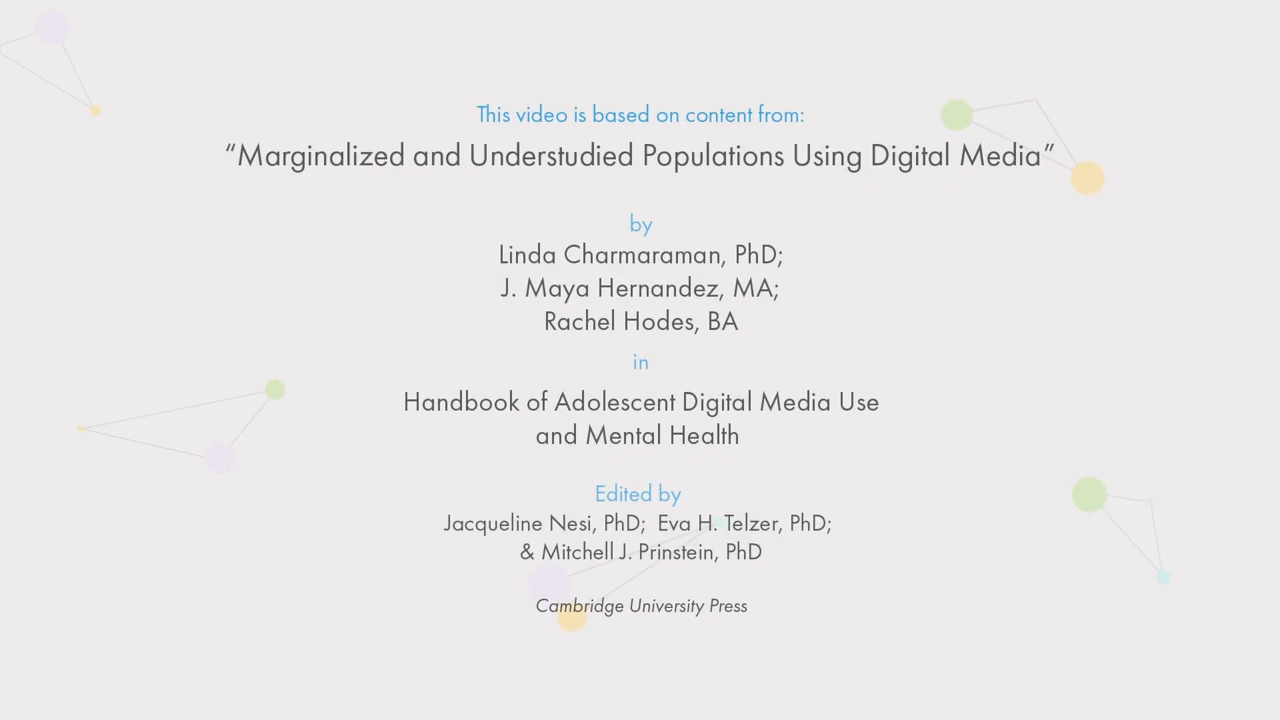 This video is based on content from:
“Marginalized and Understudied Populations Using Digital Media”
by
Linda Charmaraman, PhD;
J. Maya Hernandez, MA;
Rachel Hodes, BA
in
Handbook of Adolescent Digital Media Use
and Mental Health
Edited by
Jacqueline Nesi, PhD;  Eva H. Telzer, PhD;
& Mitchell J. Prinstein, PhD
Cambridge University Press